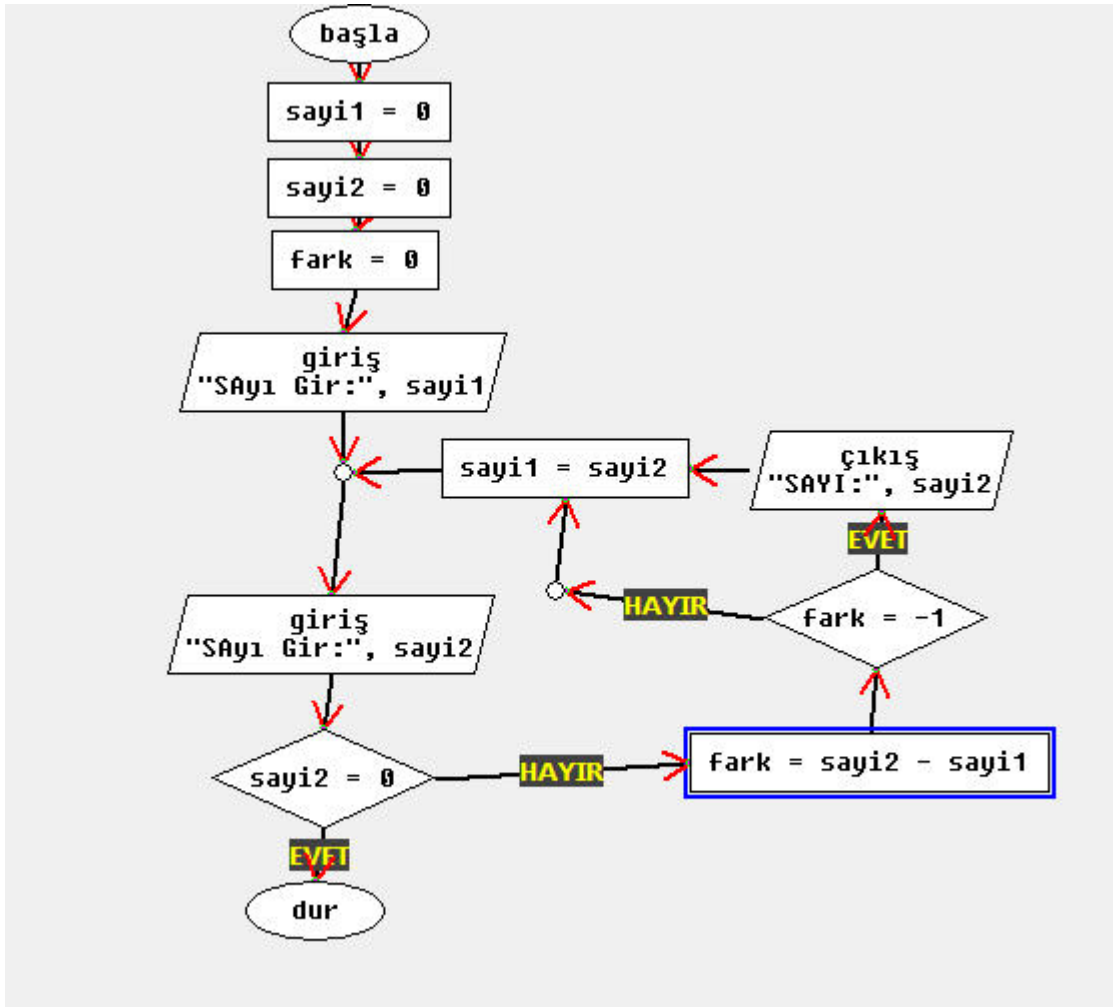 başla
sayi1 = 0
sayi2 = 0
fark = 0
giriş
"SAyı Gir:", sayi1
sayi1 = sayi2
çıkış
"SAYI:", sayi2
EVET
HAYIR
fark = -1
giriş
"SAyı Gir:", sayi2
sayi2 = 0
HAYIR
fark = sayi2 - sayi1
EVET
dur